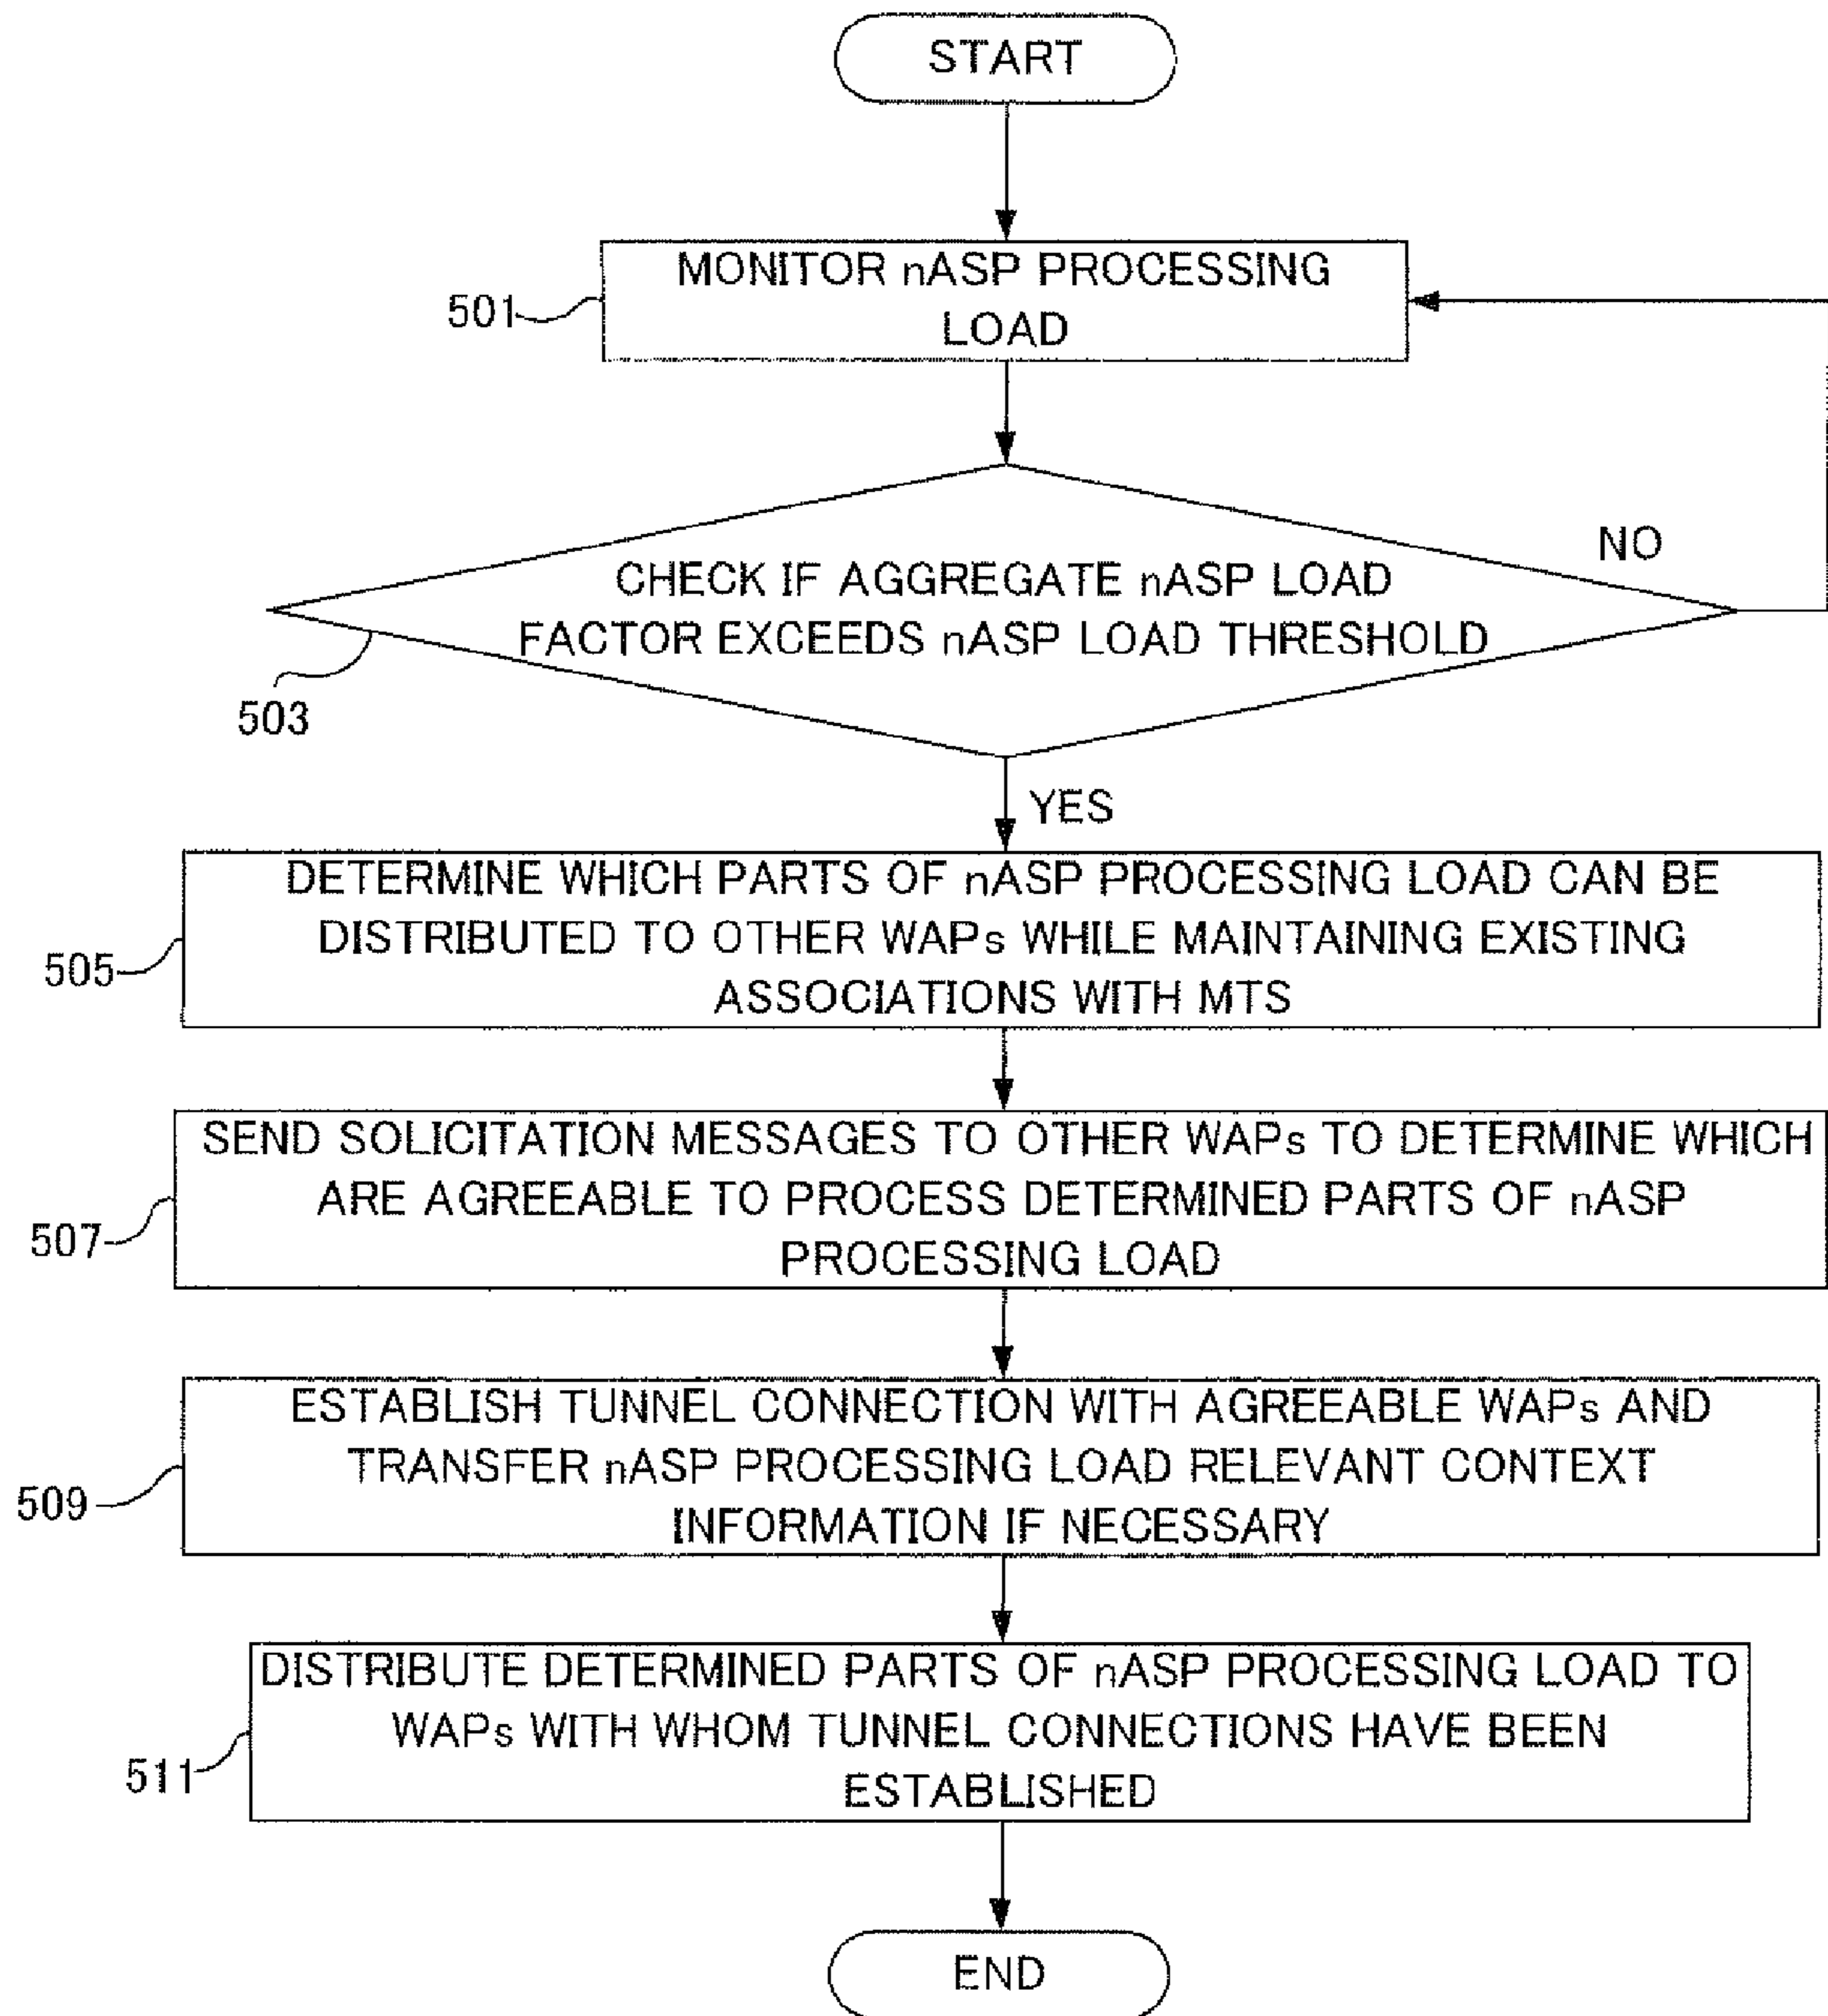 START
MONITOR nASP PROCESSING
LOAD
501
CHECK IF AGGREGATE nASP LOAD
FACTOR EXCEEDS nASP LOAD THRESHOLD
NO
503
YES
DETERMINE WHICH PARTS OF nASP PROCESSING LOAD CAN BE
DISTRIBUTED TO OTHER WAPs WHILE MAINTAINING EXISTING
ASSOCIATIONS WITH MTS
505
SEND SOLICITATION MESSAGES TO OTHER WAPs TO DETERMINE WHICH
ARE AGREEABLE TO PROCESS DETERMINED PARTS OF nASP
PROCESSING LOAD
507
ESTABLISH TUNNEL CONNECTION WITH AGREEABLE WAPs AND
TRANSFER nASP PROCESSING LOAD RELEVANT CONTEXT
INFORMATION IF NECESSARY
509
DISTRIBUTE DETERMINED PARTS OF nASP PROCESSING LOAD TO
WAPs WITH WHOM TUNNEL CONNECTIONS HAVE BEEN
ESTABLISHED
511
END